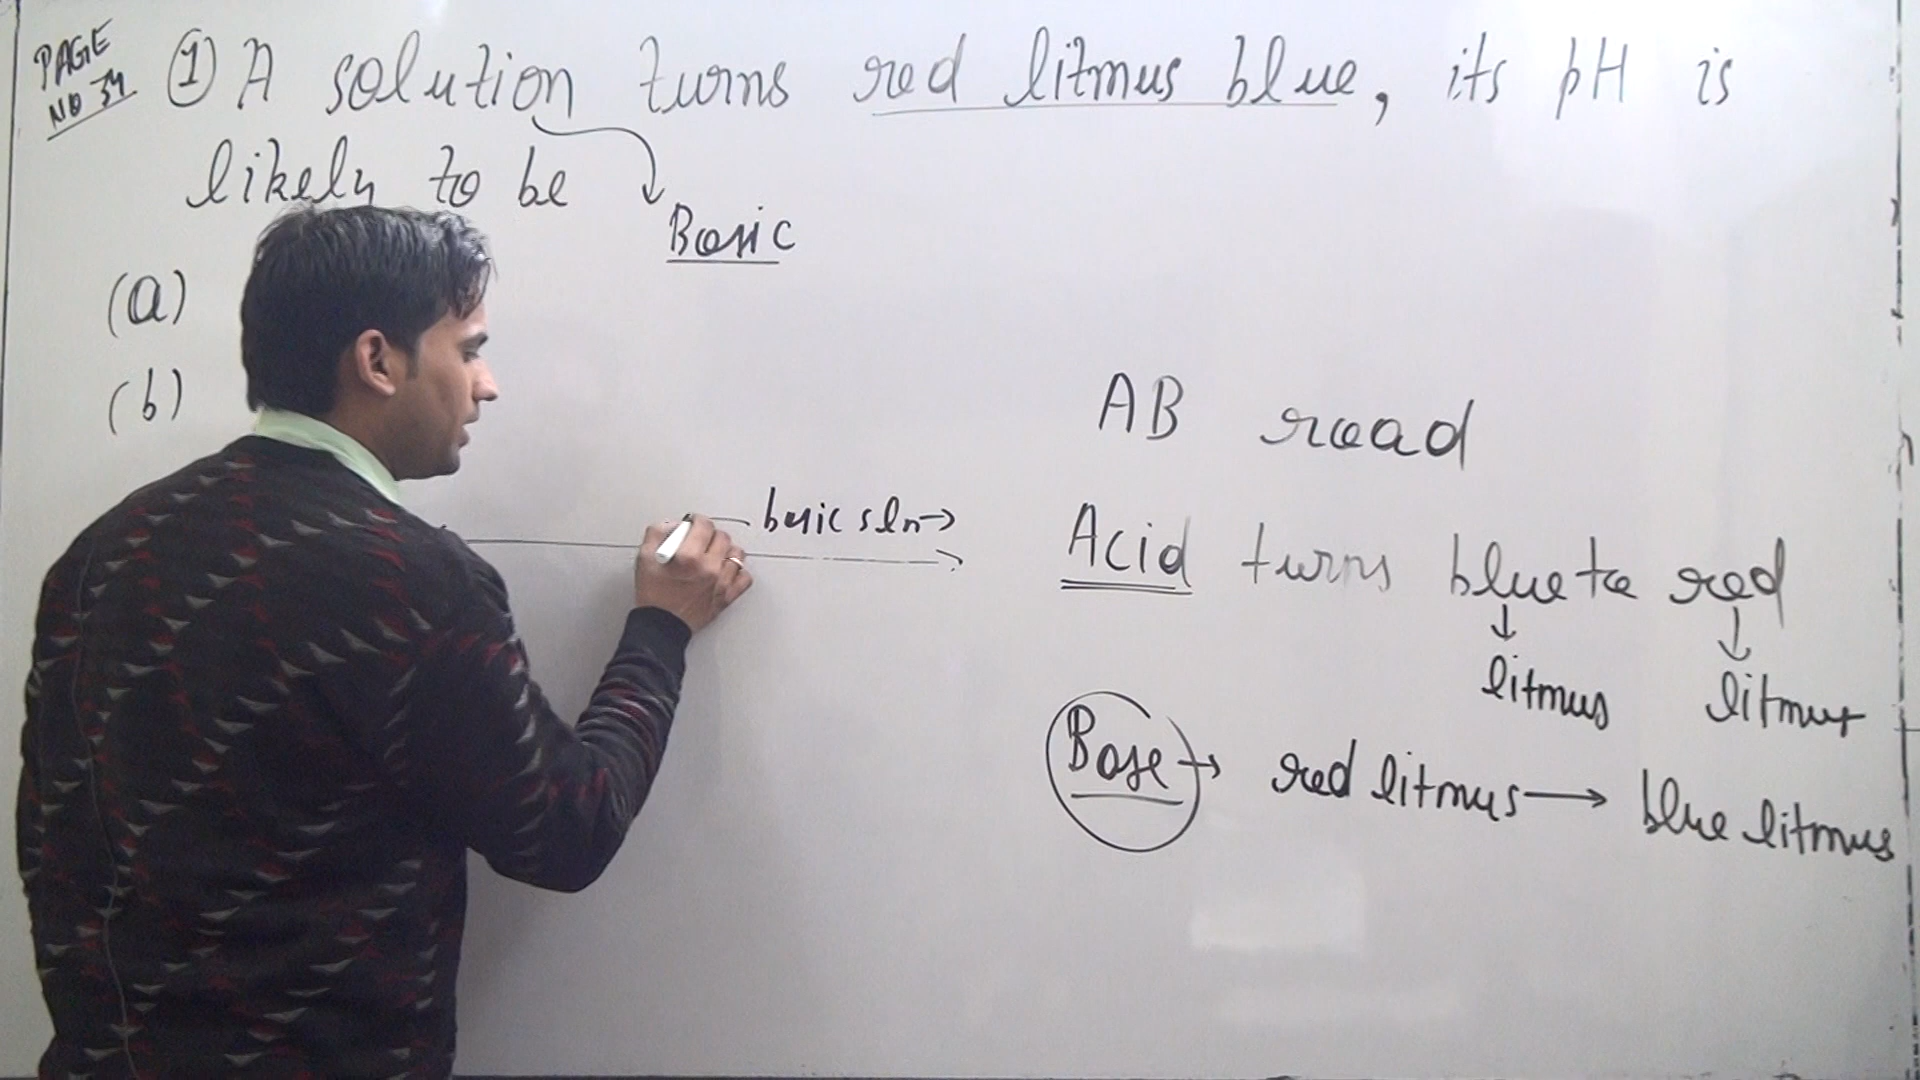 PAGE
NO 34
① A solution turns red litmus blue, its pH is
likely to be
Basic
(a)
(b)
AB road
basic sln→
Acid turns blue to red
↓ ↓
litmus litmus
Base → red litmus → blue litmus